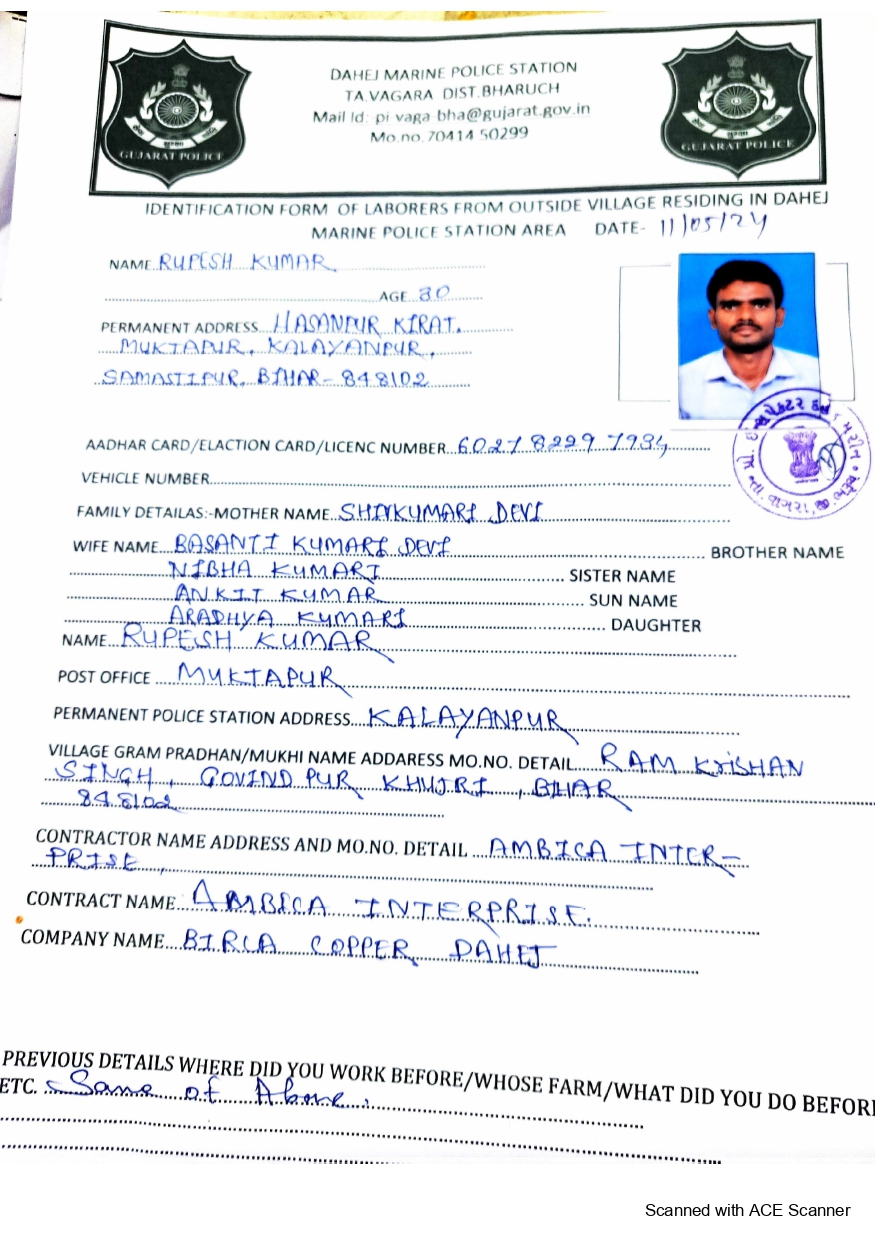 DAHEJ MARINE POLICE STATION
TA.VAGARA DIST.BHARUCH
Mail Id: pi vaga bha@gujarat.gov.in
Mo.no.70414 50299
GUJARAT POLICE
GUJARAT POLICE
IDENTIFICATION FORM OF LABORERS FROM OUTSIDE VILLAGE RESIDING IN DAHEJ
MARINE POLICE STATION AREA DATE- 11/05/24
NAME RUPESH KUMAR
AGE 30
PERMANENT ADDRESS HASANPUR KIRAT.
MUKTAPUR, KALAYANPUR,
SAMASTIPUR, BIHAR-848102
AADHAR CARD/ELACTION CARD/LICENC NUMBER 6027 8299 7934
VEHICLE NUMBER
FAMILY DETAILAS:-MOTHER NAME SHIVKUMARI DEVI
WIFE NAME BASANTI KUMARI DEVI BROTHER NAME
NIBHA KUMARI SISTER NAME
ANKIT KUMAR SUN NAME
ARADHYA KUMARI DAUGHTER
NAME RUPESH KUMAR
POST OFFICE MUKTAPUR
PERMANENT POLICE STATION ADDRESS KALAYANPUR
VILLAGE GRAM PRADHAN/MUKHI NAME ADDARESS MO.NO. DETAIL RAM KRISHAN
SINGH, GOVINDPUR KHUJRI, BIHAR
848102
CONTRACTOR NAME ADDRESS AND MO.NO. DETAIL AMBICA INTER-
PRISE,
CONTRACT NAME AMBICA INTERPRISE.
COMPANY NAME BIRLA COPPER DAHEJ
PREVIOUS DETAILS WHERE DID YOU WORK BEFORE/WHOSE FARM/WHAT DID YOU DO BEFORE
ETC. Same of Above.
Scanned with ACE Scanner